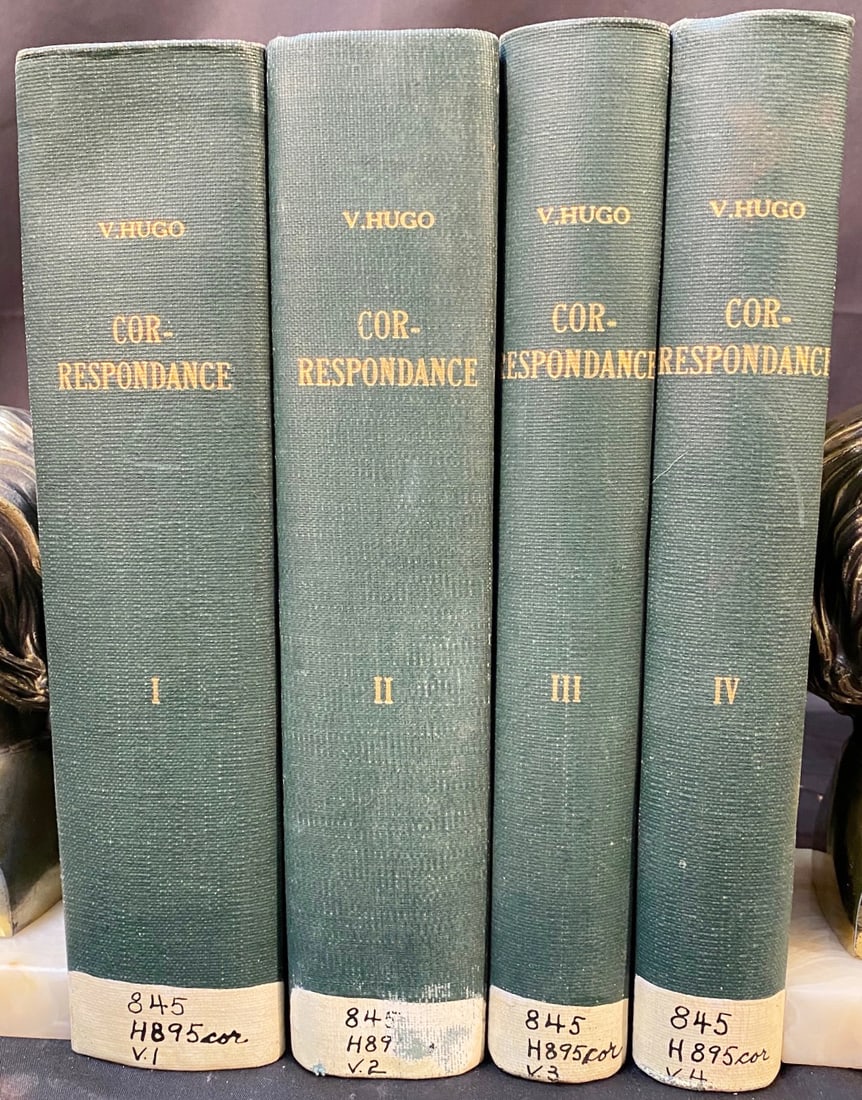 V.HUGO
COR-
RESPONDANCE
I
845
H895cor
V.1
V.HUGO
COR-
RESPONDANCE
II
845
H89
V.2
V.HUGO
COR-
RESPONDANCE
III
845
H895cor
V.3
V.HUGO
COR-
RESPONDANCE
IV
845
H895cor
V.4